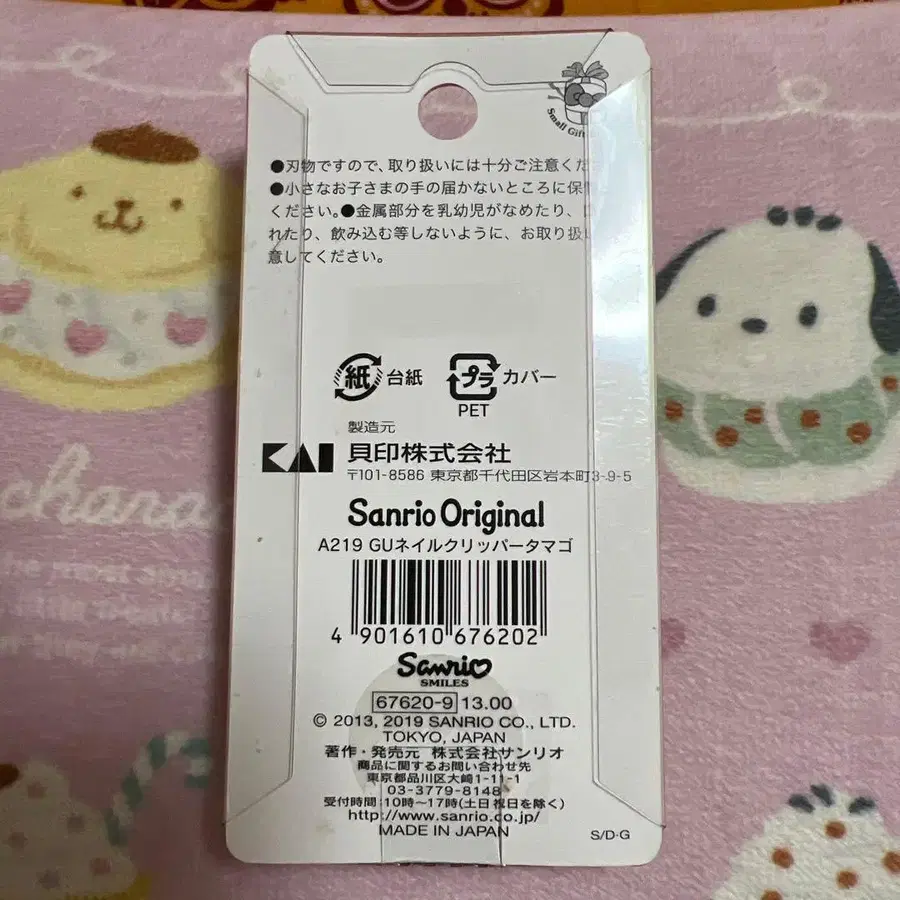 Small Gift
●刃物ですので、取り扱いには十分ご注意くだ
●小さなお子さまの手の届かないところに保
ください。●金属部分を乳幼児がなめたり、
れたり、飲み込む等しないように、お取り扱い
意してください。
紙 台紙
プラ カバー
PET
製造元
KAI 貝印株式会社
〒101-8586 東京都千代田区岩本町3-9-5
Sanrio Original
A219 GUネイルクリッパータマゴ
4 901610 676202
Sanrio
SMILES
67620-9 13.00
© 2013, 2019 SANRIO CO., LTD.
TOKYO, JAPAN
著作・発売元 株式会社サンリオ
商品に関するお問い合わせ先
東京都品川区大崎1-11-1
03-3779-8148
受付時間:10時〜17時(土日祝日を除く)
http://www.sanrio.co.jp/
MADE IN JAPAN
S/D・G
chara